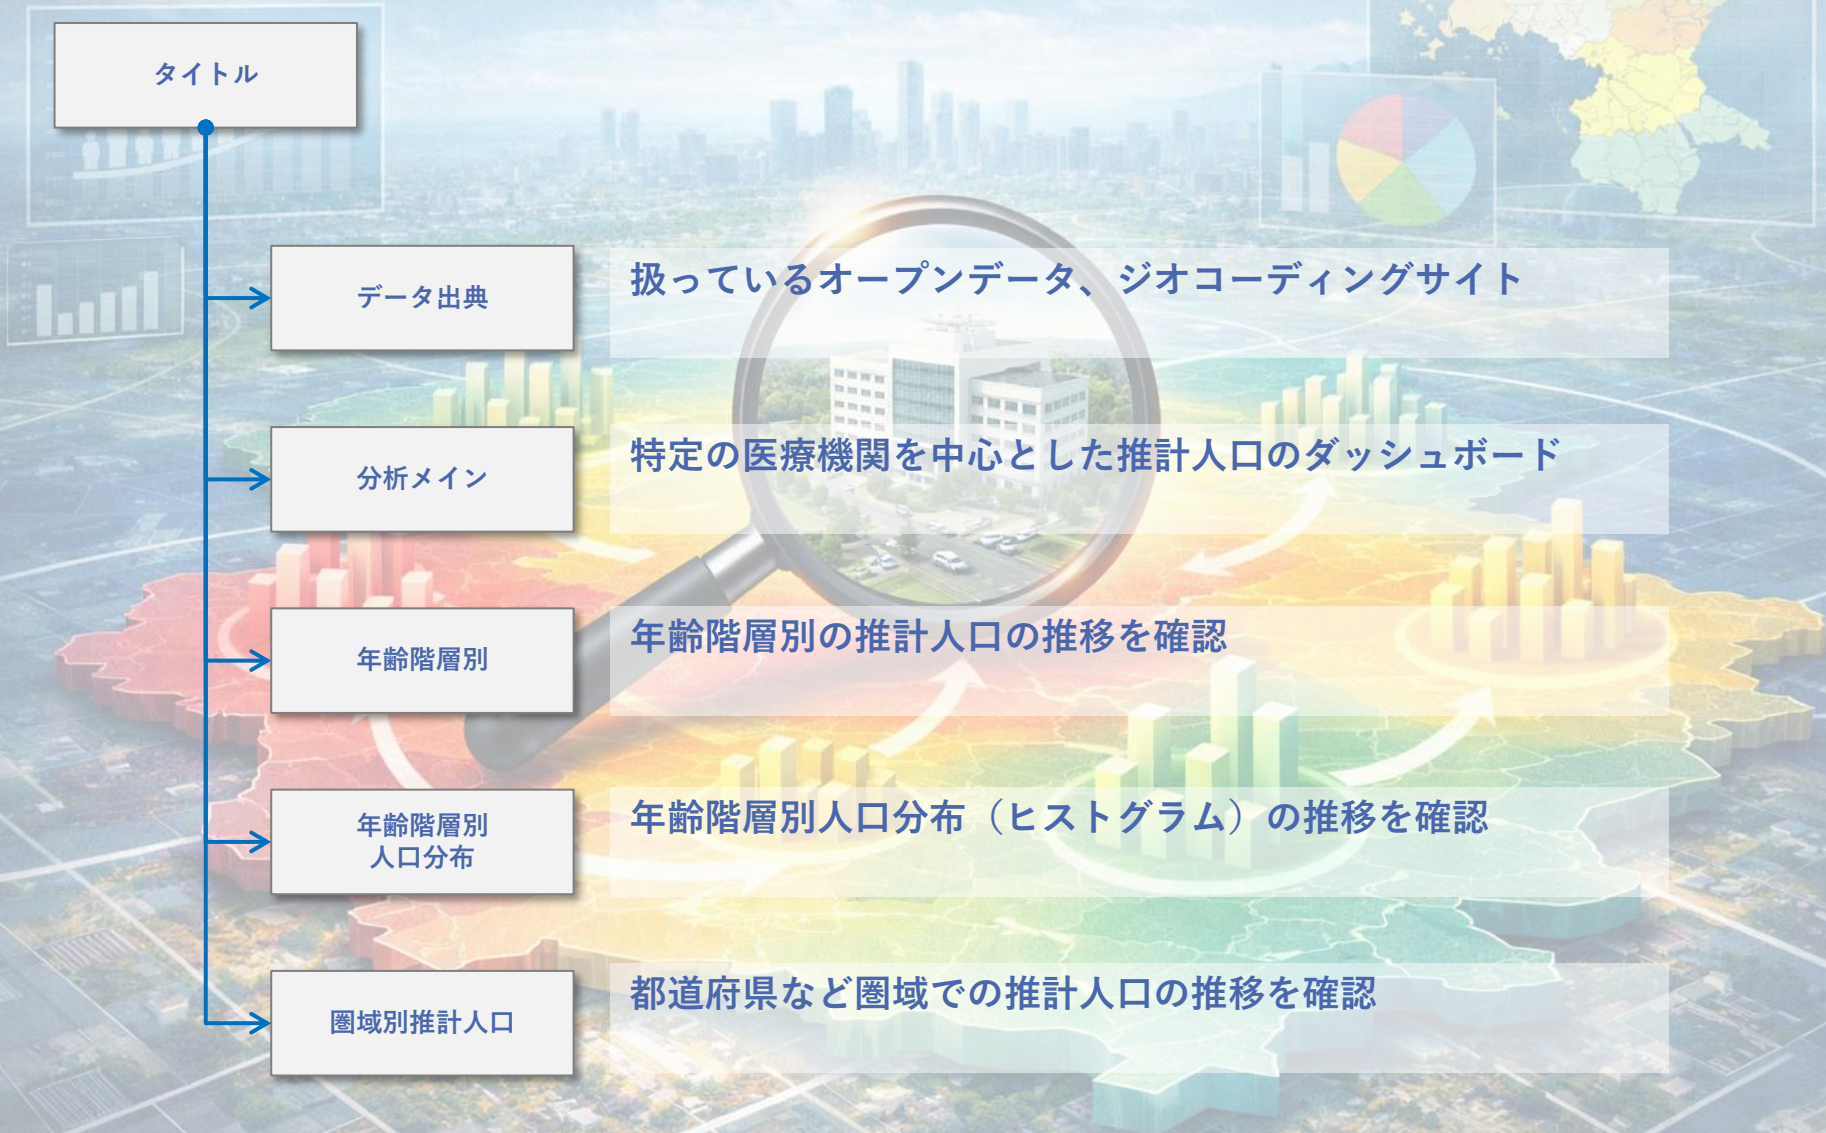 タイトル
データ出典
扱っているオープンデータ、ジオコーディングサイト
分析メイン
特定の医療機関を中心とした推計人口のダッシュボード
年齢階層別
年齢階層別の推計人口の推移を確認
年齢階層別
人口分布
年齢階層別人口分布（ヒストグラム）の推移を確認
圏域別推計人口
都道府県など圏域での推計人口の推移を確認